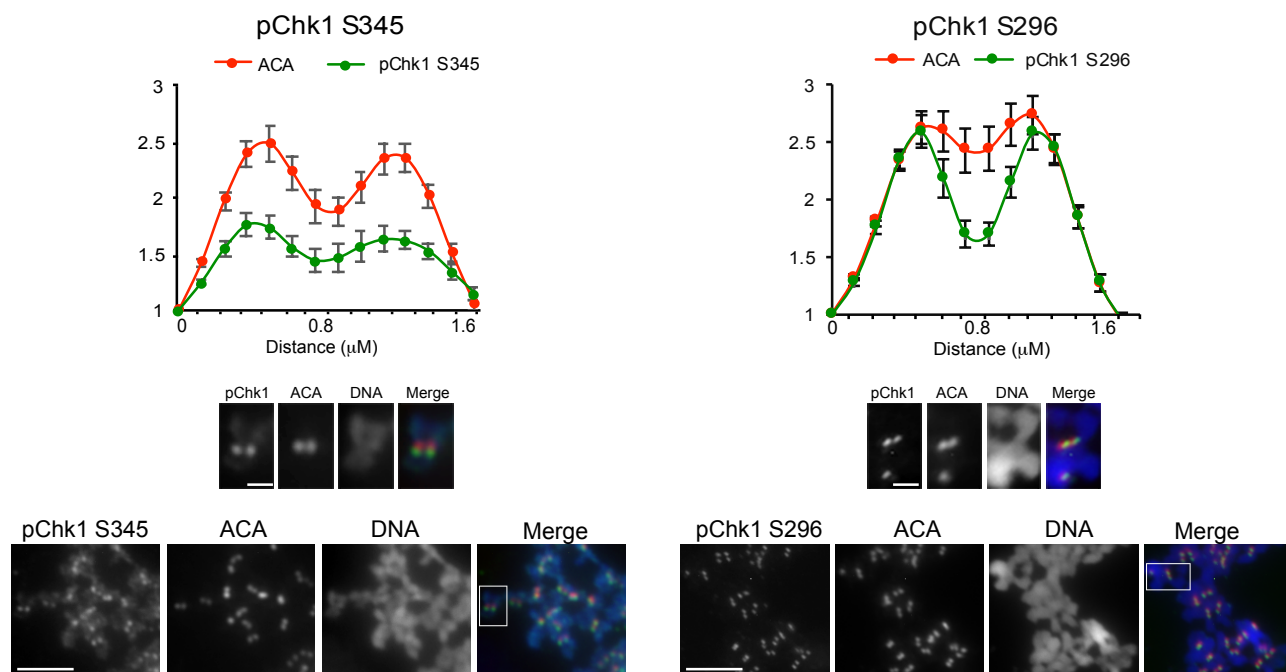 pChk1 S345
ACA pChk1 S345
3
2.5
2
1.5
1
0 0.8 1.6
Distance (μM)
pChk1 ACA DNA Merge
pChk1 S345 ACA DNA Merge
pChk1 S296
ACA pChk1 S296
3
2.5
2
1.5
1
0 0.8 1.6
Distance (μM)
pChk1 ACA DNA Merge
pChk1 S296 ACA DNA Merge